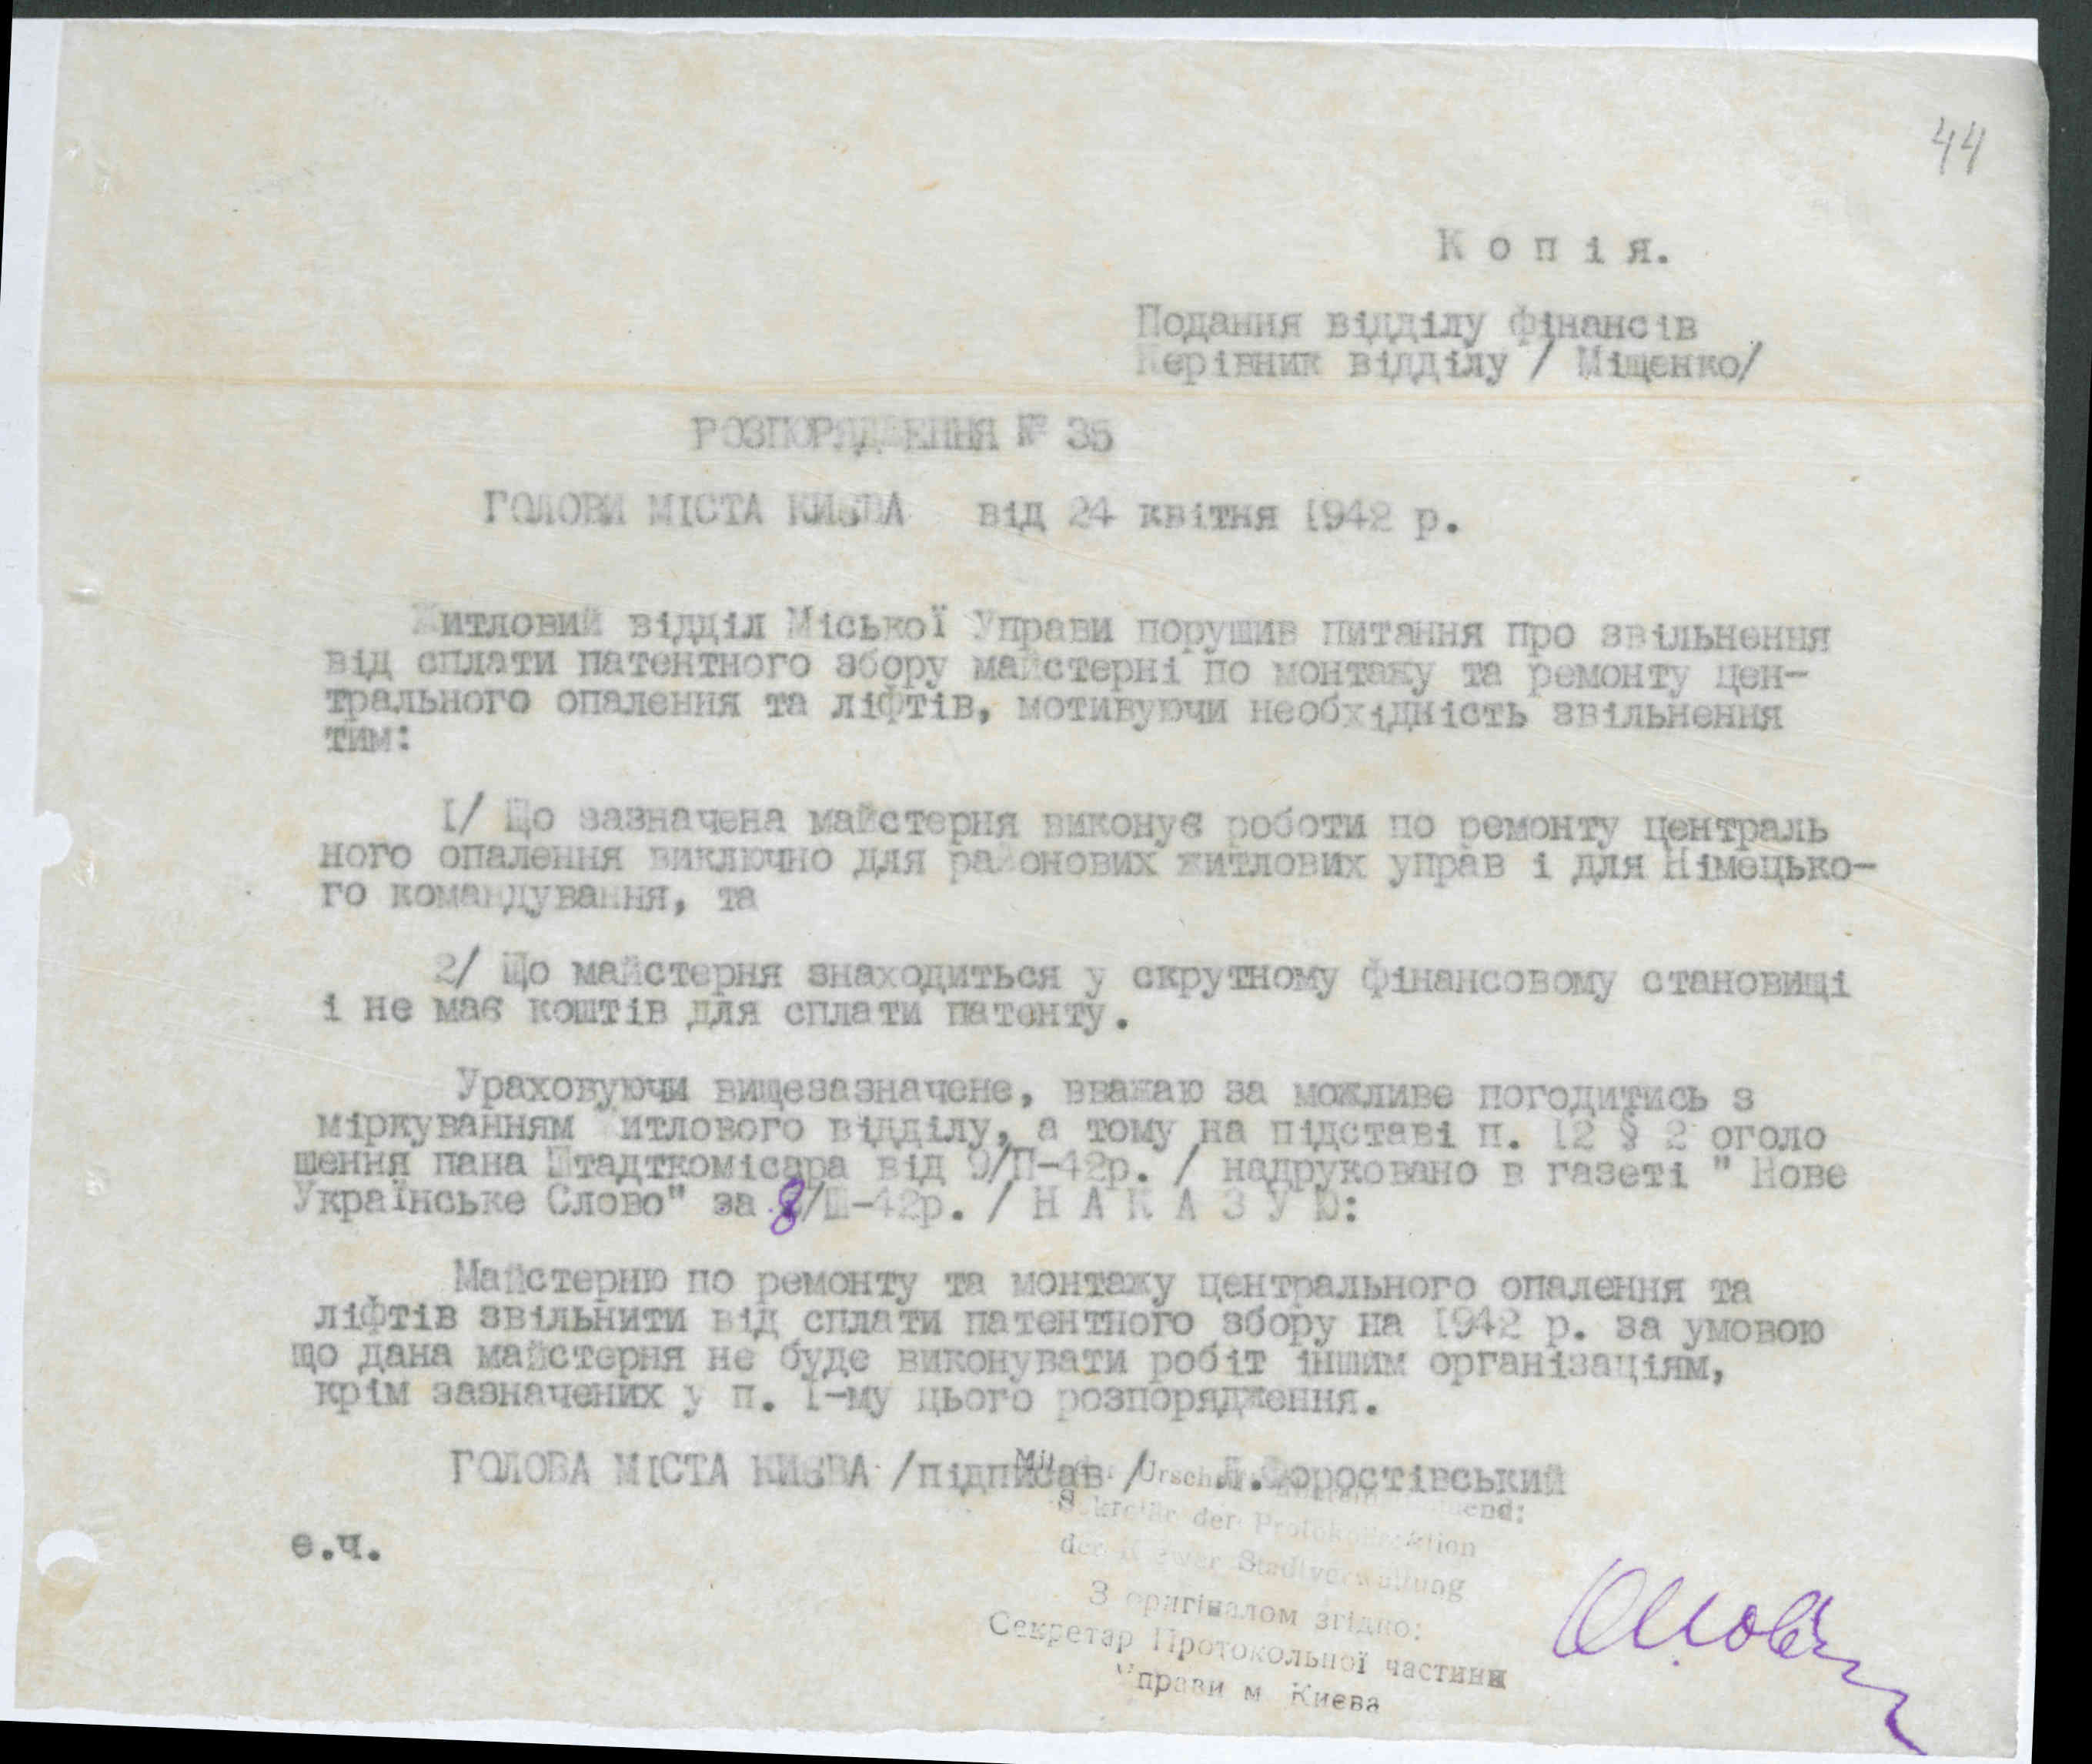 44
Копія.
Подання відділу фінансів
Керівник відділу / Міщенко/
РОЗПОРЯДЖЕННЯ № 35
ГОЛОВИ МІСТА КИЄВА від 24 квітня 1942 р.
Житловий відділ Міської Управи порушив питання про звільнення
від сплати патентного збору майстерні по монтажу та ремонту цен-
трального опалення та ліфтів, мотивуючи необхідність звільнення
тим:
1/ Що зазначена майстерня виконує роботи по ремонту централь
ного опалення виключно для районових житлових управ і для Німецько-
го командування, та
2/ Що майстерня знаходиться у скрутному фінансовому становищі
і не має коштів для сплати патенту.
Ураховуючи вищезазначене, вважаю за можливе погодитись з
міркуванням Житлового відділу, а тому на підставі п. 12 § 2 оголо
шення пана Штадткомісара від 9/П-42р. / надруковано в газеті " Нове
Українське Слово" за 8/Ш-42р. / Н А К А З У Ю:
Майстерню по ремонту та монтажу центрального опалення та
ліфтів звільнити від сплати патентного збору на 1942 р. за умовою
що дана майстерня не буде виконувати робіт іншим організаціям,
крім зазначених у п. 1-му цього розпорядження.
ГОЛОВА МІСТА КИЄВА /підписав/ Л.Форостівський
Sekretär der Protokollsektion
der Kiewer Stadtverwaltung
е.ч.
З оригіналом згідно:
Секретар Протокольної частини
Управи м Києва